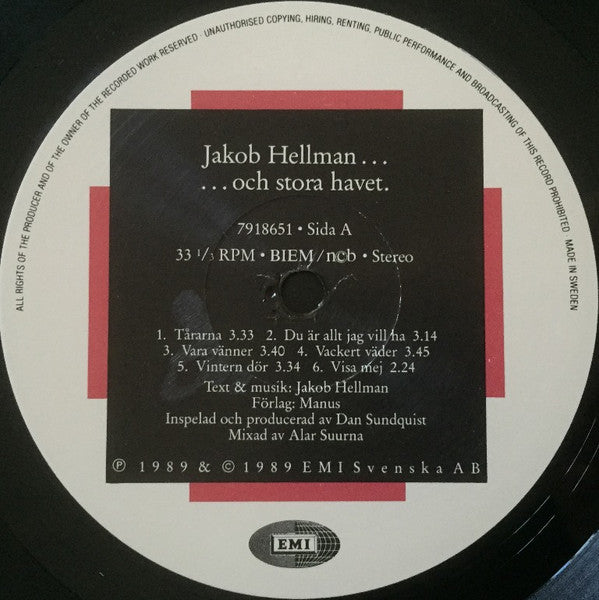 ALL RIGHTS OF THE PRODUCER AND OF THE OWNER OF THE RECORDED WORK RESERVED · UNAUTHORISED COPYING, HIRING, RENTING, PUBLIC PERFORMANCE AND BROADCASTING OF THIS RECORD PROHIBITED · MADE IN SWEDEN
Jakob Hellman . . .
. . . och stora havet.
7918651 • Sida A
33 1/3 RPM • BIEM/ncb • Stereo
1. Tårarna 3.33 2. Du är allt jag vill ha 3.14
3. Vara vänner 3.40 4. Vackert väder 3.45
5. Vintern dör 3.34 6. Visa mej 2.24
Text & musik: Jakob Hellman
Förlag: Manus
Inspelad och producerad av Dan Sundquist
Mixad av Alar Suurna
℗ 1989 & © 1989 EMI Svenska AB
EMI